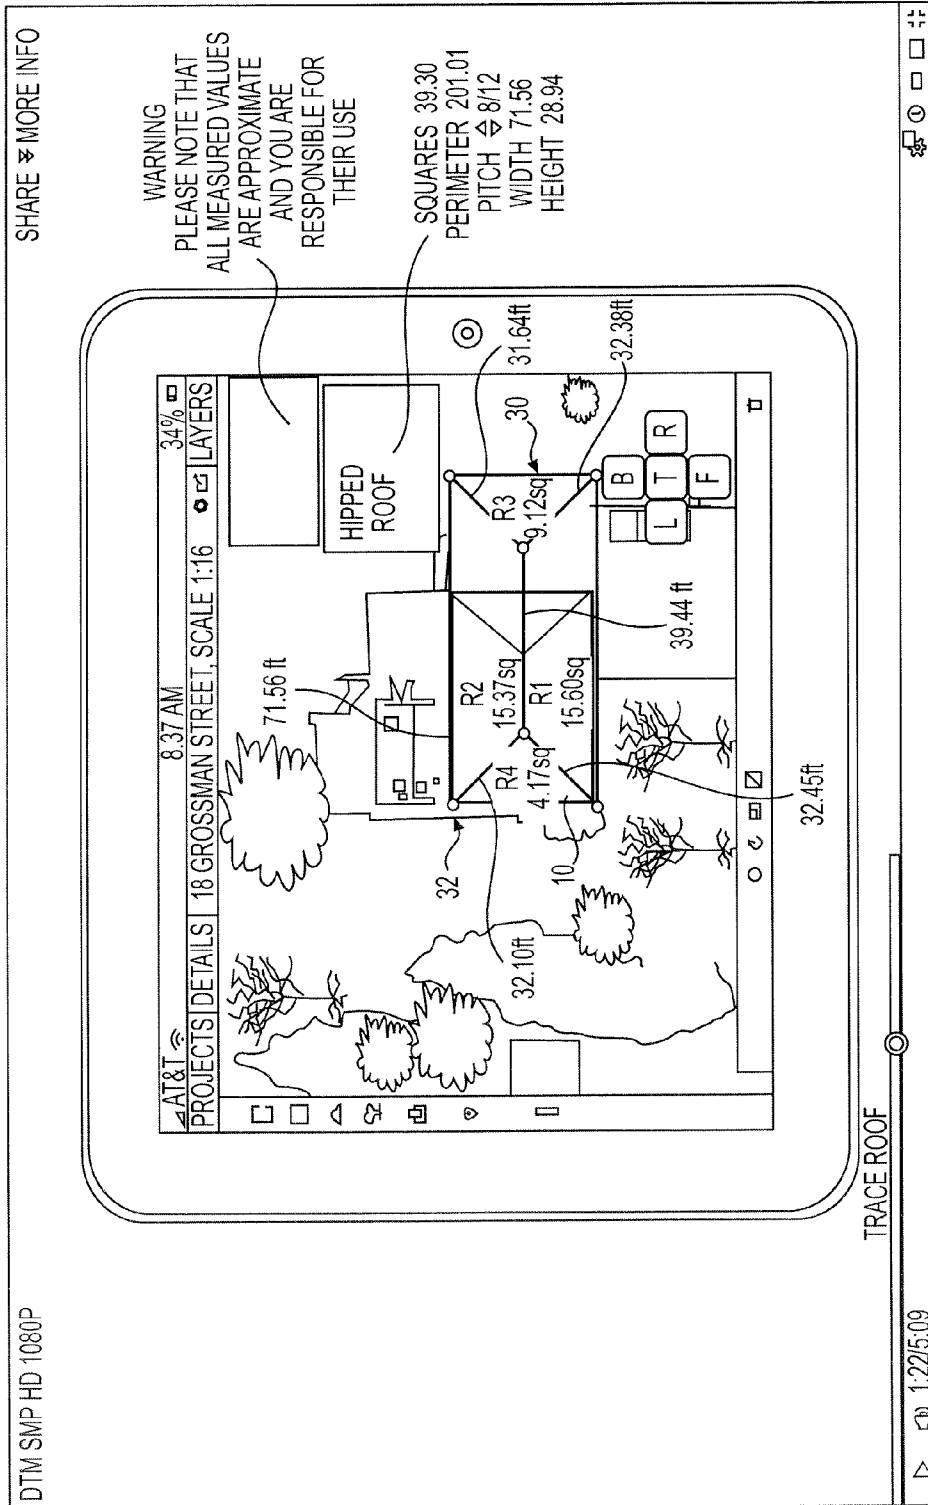 DTM SMP HD 1080P
SHARE MORE INFO
AT&T
8.37 AM
34%
PROJECTS
DETAILS
18 GROSSMAN STREET, SCALE 1:16
LAYERS
WARNING
PLEASE NOTE THAT
ALL MEASURED VALUES
ARE APPROXIMATE
AND YOU ARE
RESPONSIBLE FOR
THEIR USE
HIPPED
ROOF
SQUARES 39.30
PERIMETER 201.01
PITCH 8/12
WIDTH 71.56
HEIGHT 28.94
71.56 ft
31.64ft
32
30
R2
15.37sq
R3
9.12sq
R4
4.17sq
R1
15.60sq
32.38ft
10
32.10ft
39.44 ft
32.45ft
B
L
T
R
F
TRACE ROOF
1:22/5:09